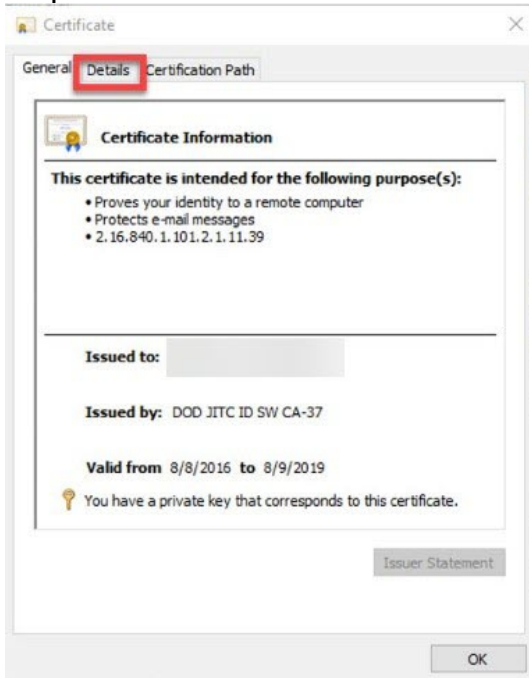 Certificate
General Details Certification Path
Certificate Information
This certificate is intended for the following purpose(s):
• Proves your identity to a remote computer
• Protects e-mail messages
• 2.16.840.1.101.2.1.11.39
Issued to:
Issued by: DOD JITC ID SW CA-37
Valid from 8/8/2016 to 8/9/2019
You have a private key that corresponds to this certificate.
Issuer Statement
OK